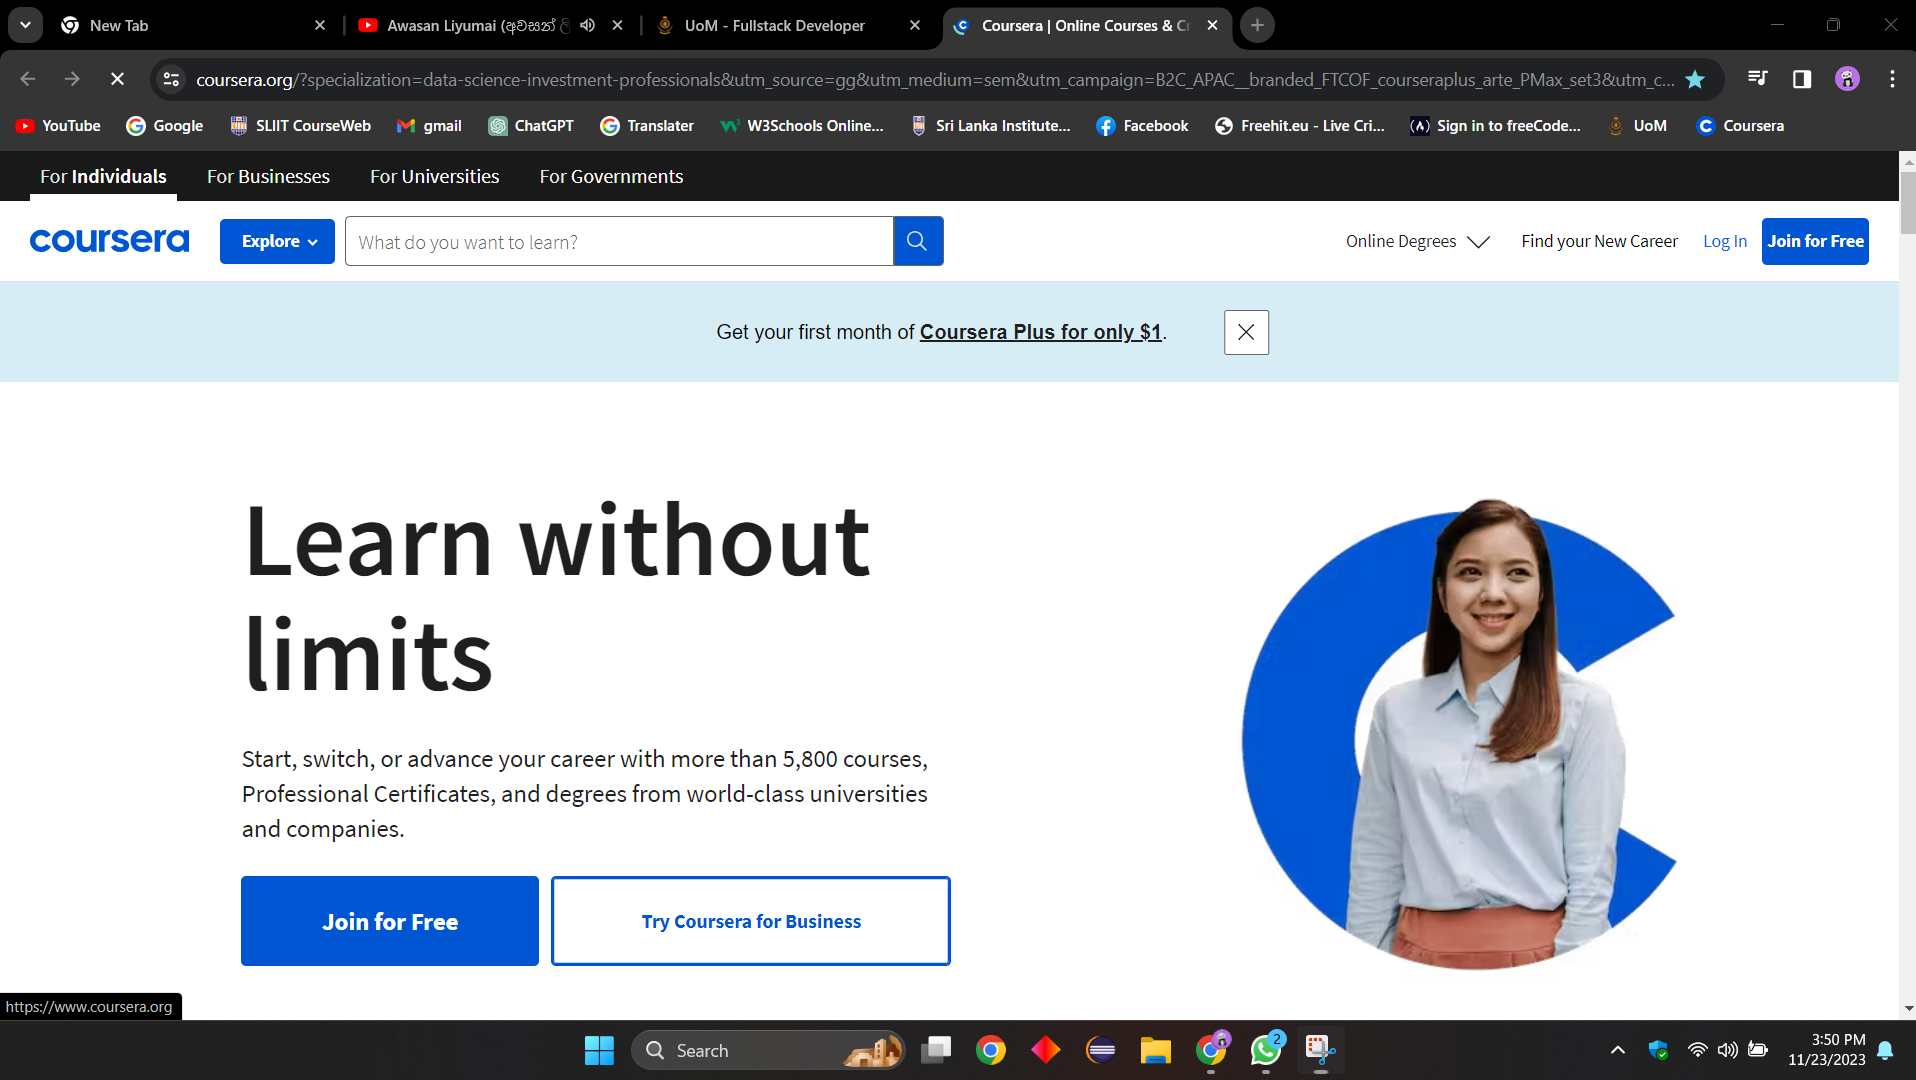 New Tab
Awasan Liyumai (අවසන් ලි
UoM - Fullstack Developer
Coursera | Online Courses & Cr
coursera.org/?specialization=data-science-investment-professionals&utm_source=gg&utm_medium=sem&utm_campaign=B2C_APAC__branded_FTCOF_courseraplus_arte_PMax_set3&utm_c...
YouTube
Google
SLIIT CourseWeb
gmail
ChatGPT
Translater
W3Schools Online...
Sri Lanka Institute...
Facebook
Freehit.eu - Live Cri...
Sign in to freeCode...
UoM
Coursera
For Individuals
For Businesses
For Universities
For Governments
coursera
Explore
What do you want to learn?
Online Degrees
Find your New Career
Log In
Join for Free
Get your first month of Coursera Plus for only $1.
Learn without
limits
Start, switch, or advance your career with more than 5,800 courses,
Professional Certificates, and degrees from world-class universities
and companies.
Join for Free
Try Coursera for Business
https://www.coursera.org
Search
2
3:50 PM
11/23/2023